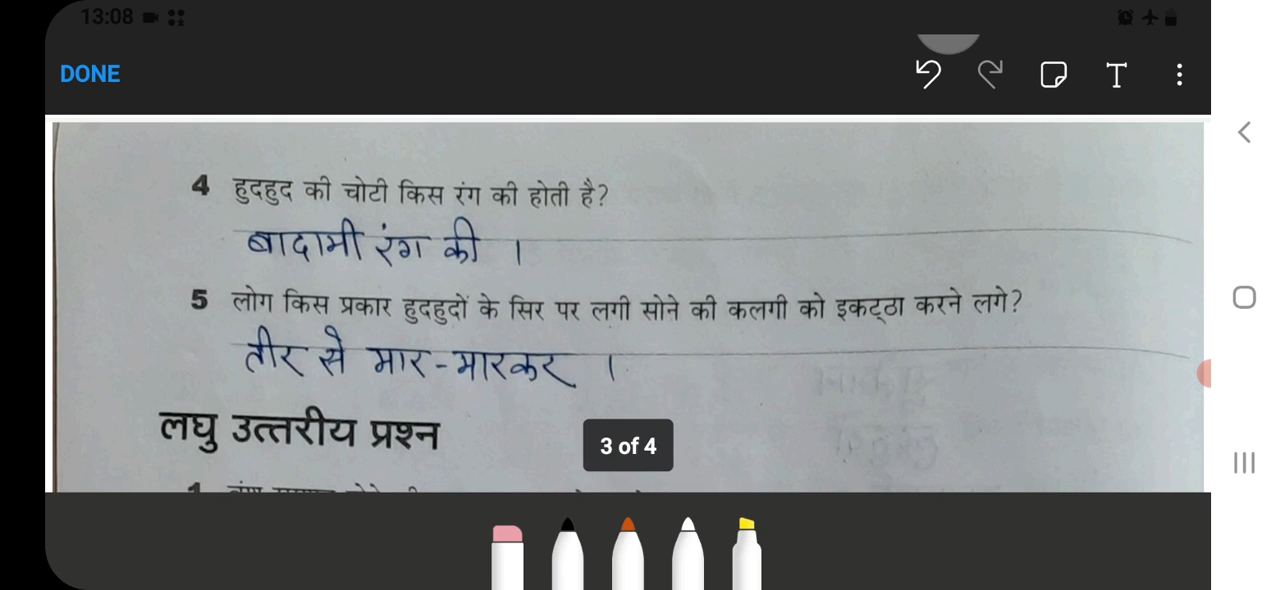 13:08
DONE
T
4 हुदहुद की चोटी किस रंग की होती है?
बादामी रंग की ।
5 लोग किस प्रकार हुदहुदों के सिर पर लगी सोने की कलगी को इकट्ठा करने लगे?
तीर से मार-मारकर ।
लघु उत्तरीय प्रश्न
3 of 4